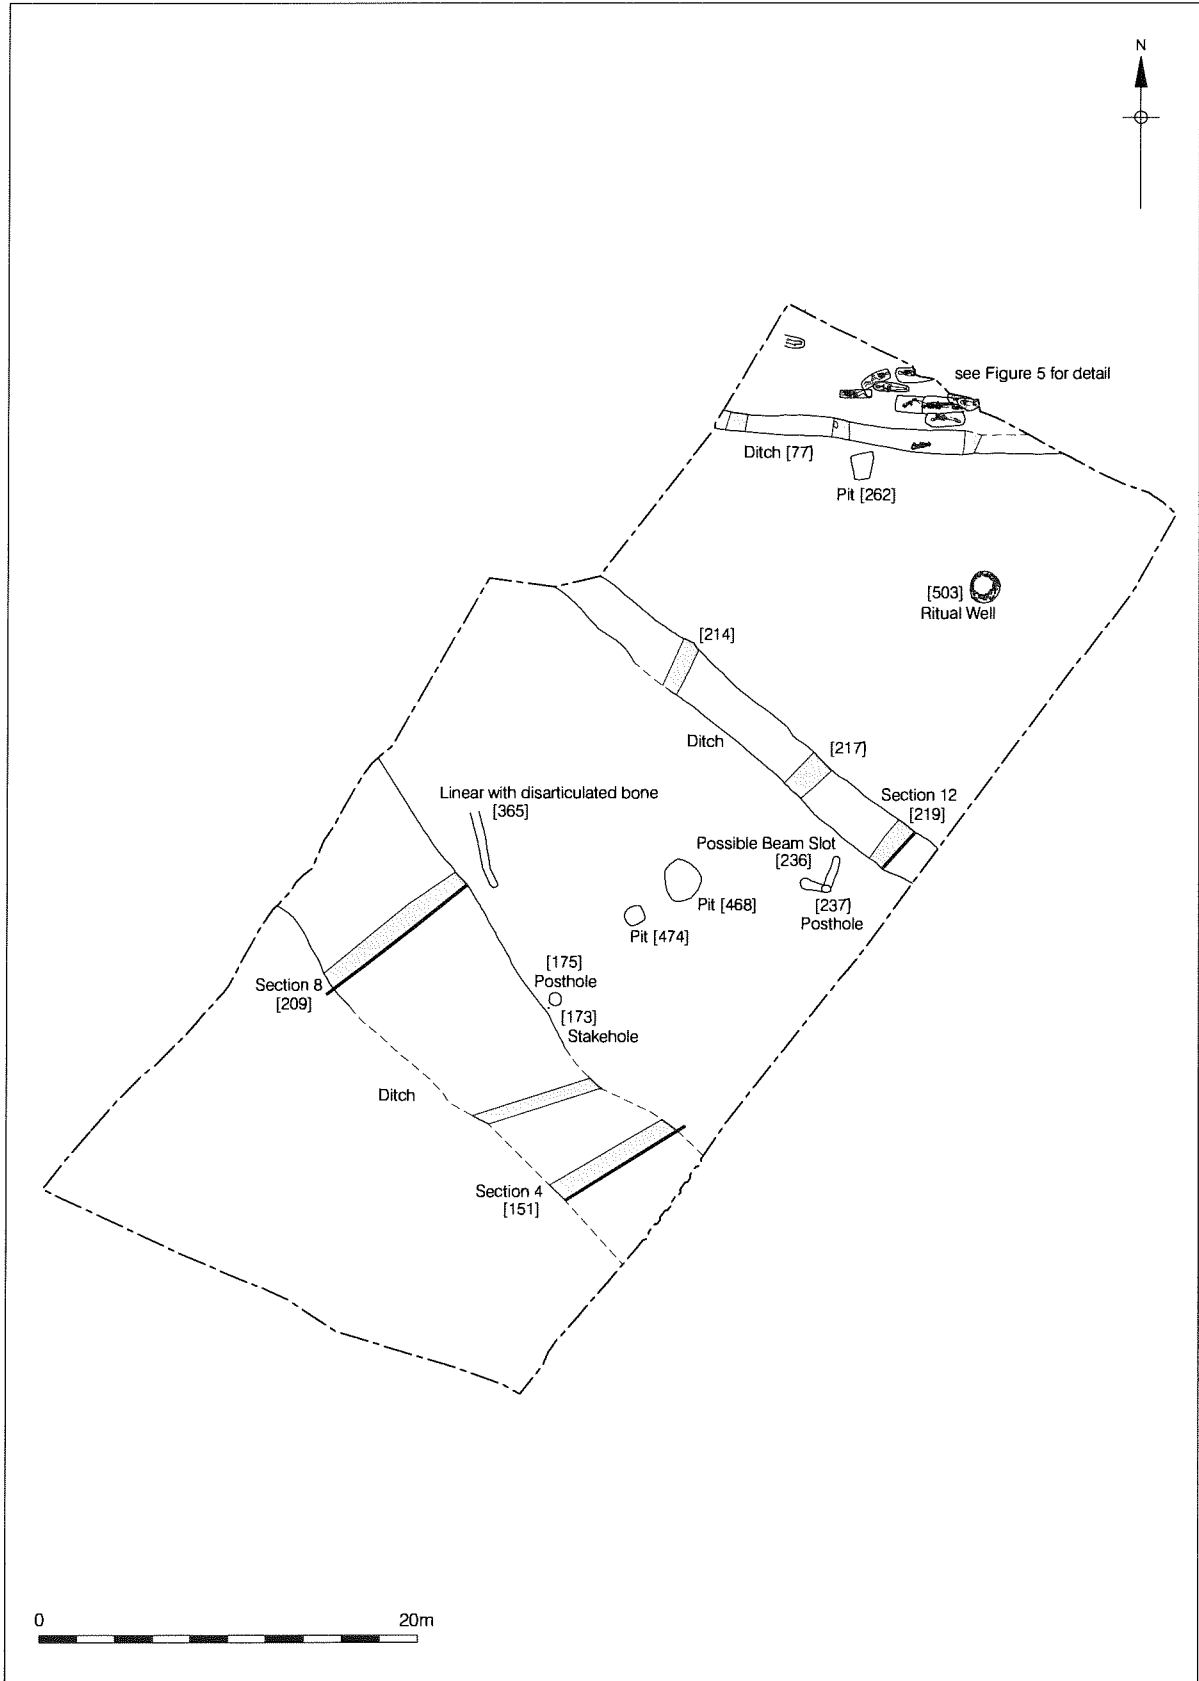 N
see Figure 5 for detail
Ditch [77]
Pit [262]
[503]
Ritual Well
[214]
Ditch
[217]
Linear with disarticulated bone
[365]
Section 12
[219]
Possible Beam Slot
[236]
Pit [468]
[237]
Posthole
Pit [474]
[175]
Posthole
Section 8
[209]
[173]
Stakehole
Ditch
Section 4
[151]
0 20m